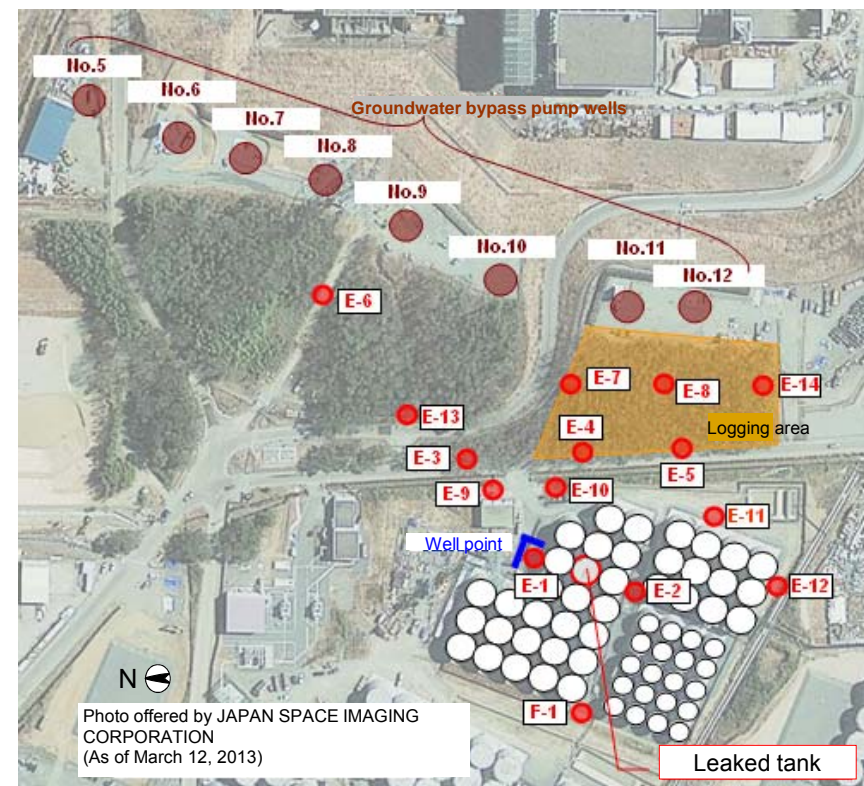 No.5
No.6
No.7
Groundwater bypass pump wells
No.8
No.9
No.10
No.11
No.12
E-6
E-7
E-8
E-14
E-13
Logging area
E-4
E-3
E-5
E-9
E-10
E-11
Well point
E-1
E-2
E-12
N
F-1
Photo offered by JAPAN SPACE IMAGING
CORPORATION
(As of March 12, 2013)
Leaked tank